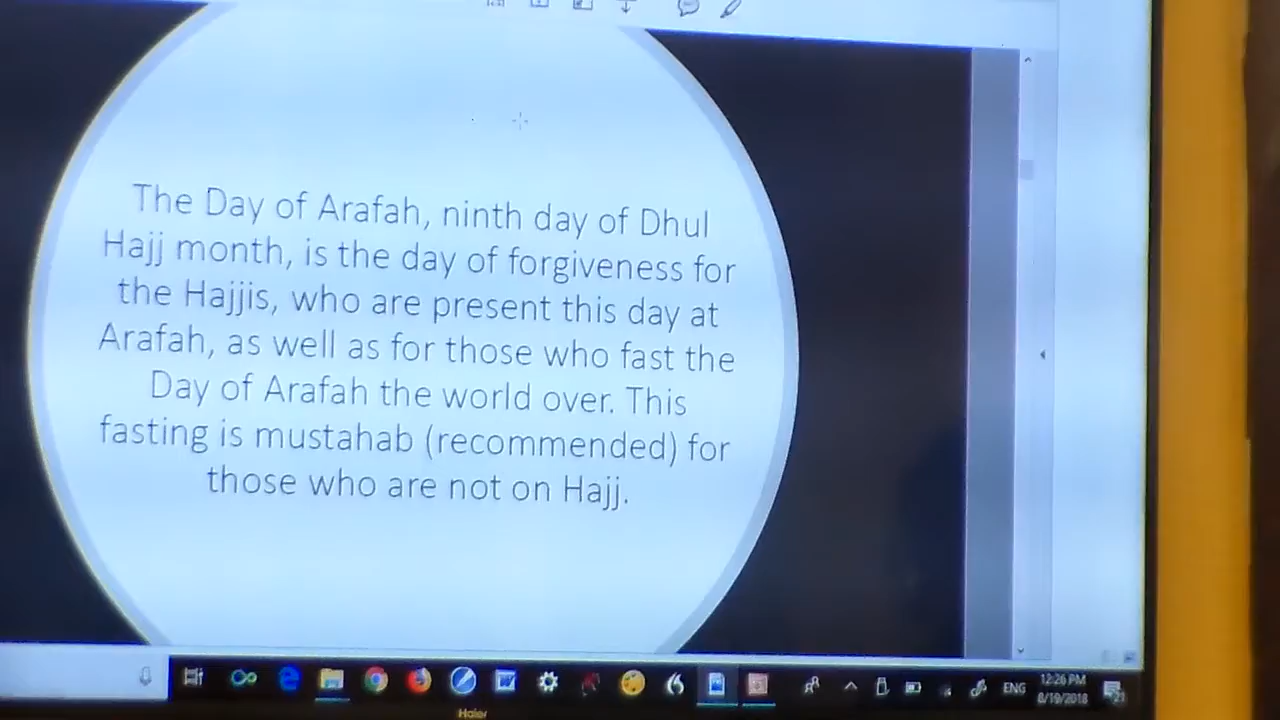 The Day of Arafah, ninth day of Dhul
Hajj month, is the day of forgiveness for
the Hajjis, who are present this day at
Arafah, as well as for those who fast the
Day of Arafah the world over. This
fasting is mustahab (recommended) for
those who are not on Hajj.
ENG
12:26 PM
8/19/2018
21
Haier